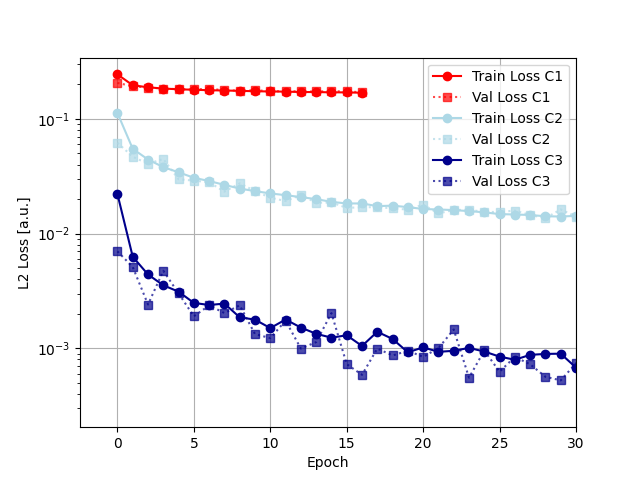 Train Loss C1
Val Loss C1
Train Loss C2
Val Loss C2
Train Loss C3
Val Loss C3
L2 Loss [a.u.]
10⁻¹
10⁻²
10⁻³
0 5 10 15 20 25 30
Epoch